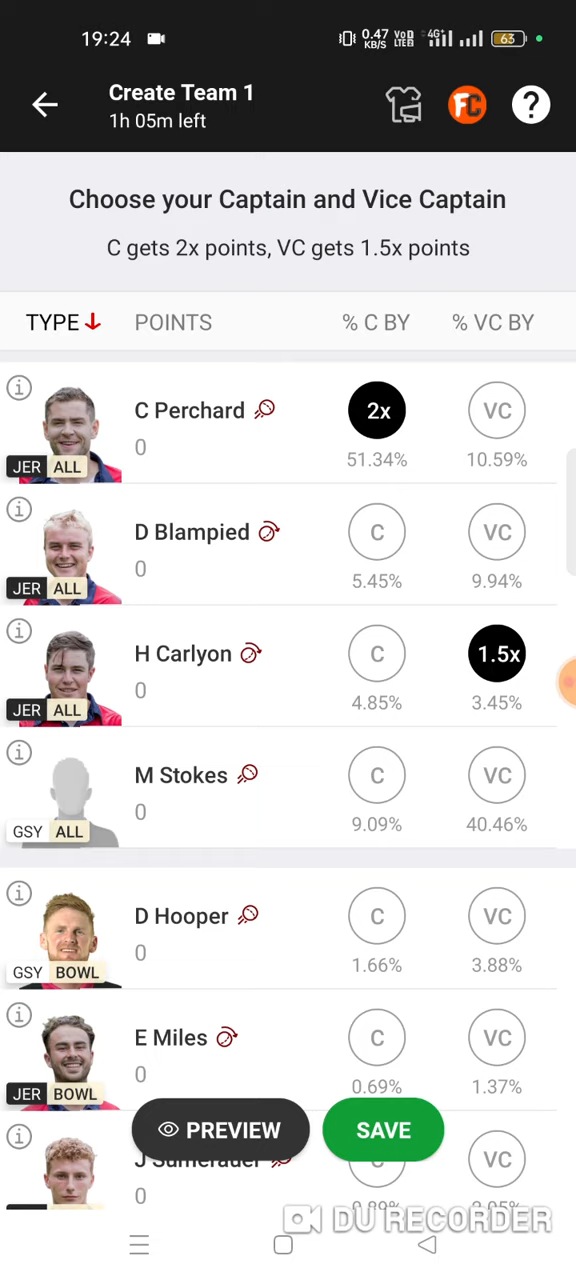 19:24 0.47 KB/S VoD LTE 4G 63
Create Team 1
1h 05m left
FC ?
Choose your Captain and Vice Captain
C gets 2x points, VC gets 1.5x points
TYPE POINTS % C BY % VC BY
i C Perchard 2x VC
0 51.34% 10.59%
JER ALL
i D Blampied C VC
0 5.45% 9.94%
JER ALL
i H Carlyon C 1.5x
0 4.85% 3.45%
JER ALL
i M Stokes C VC
0 9.09% 40.46%
GSY ALL
i D Hooper C VC
0 1.66% 3.88%
GSY BOWL
i E Miles C VC
0 0.69% 1.37%
JER BOWL
PREVIEW SAVE
i C VC
0
DU RECORDER